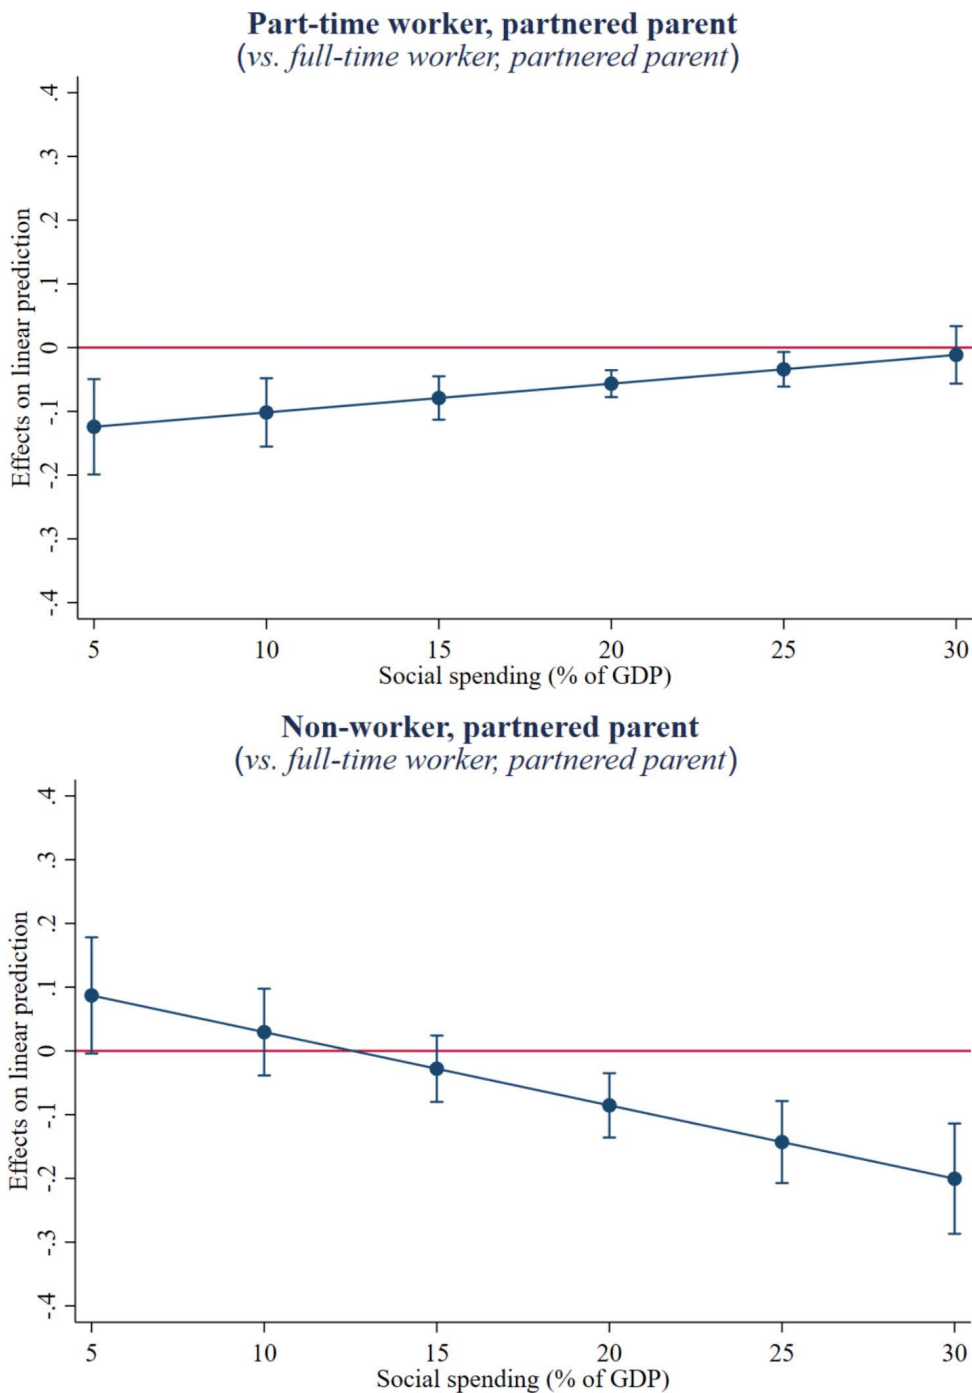 Part-time worker, partnered parent
(vs. full-time worker, partnered parent)
Effects on linear prediction
.4
.3
.2
.1
0
-.1
-.2
-.3
-.4
5 10 15 20 25 30
Social spending (% of GDP)
Non-worker, partnered parent
(vs. full-time worker, partnered parent)
Effects on linear prediction
.4
.3
.2
.1
0
-.1
-.2
-.3
-.4
5 10 15 20 25 30
Social spending (% of GDP)